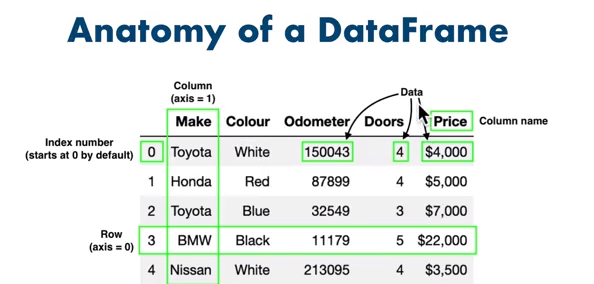 Anatomy of a DataFrame
Column
(axis = 1)
Data
Make Colour Odometer Doors Price
Column name
Index number
(starts at 0 by default)
0 Toyota White 150043 4 $4,000
1 Honda Red 87899 4 $5,000
2 Toyota Blue 32549 3 $7,000
Row
(axis = 0)
3 BMW Black 11179 5 $22,000
4 Nissan White 213095 4 $3,500